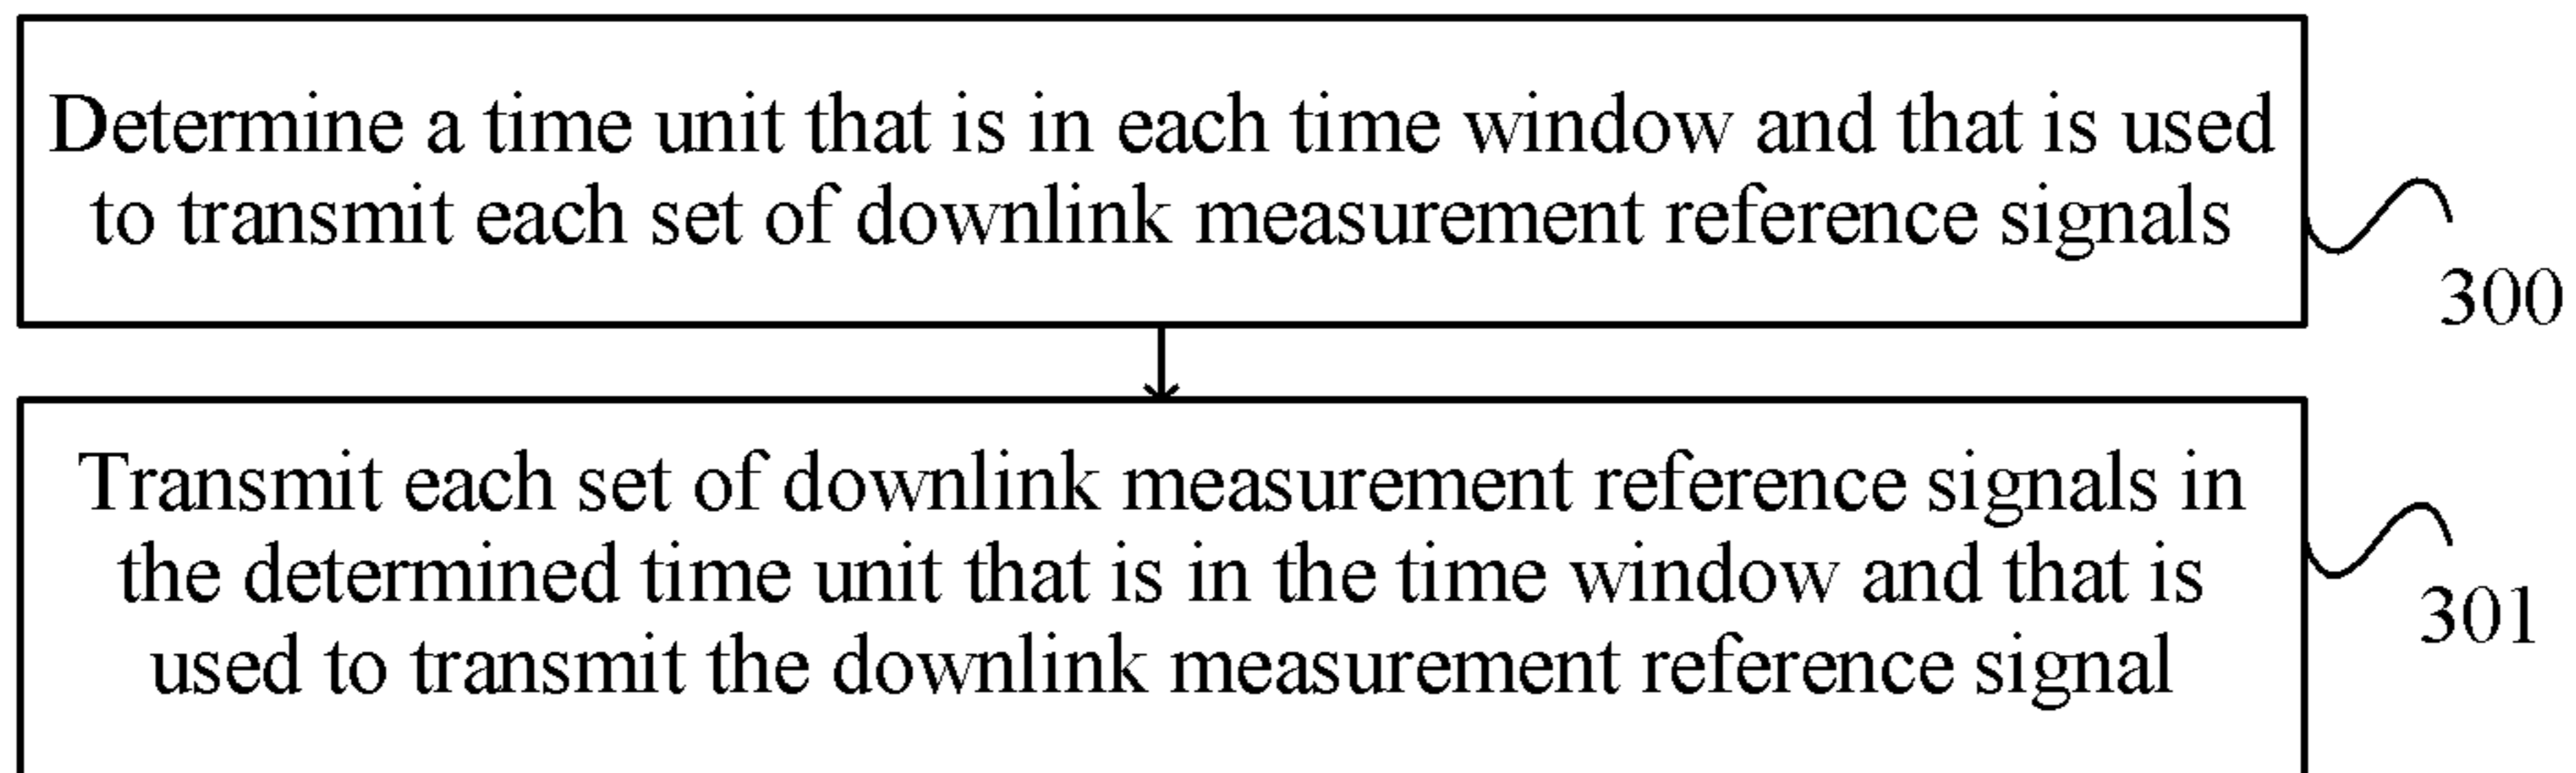 Determine a time unit that is in each time window and that is used
to transmit each set of downlink measurement reference signals
300
Transmit each set of downlink measurement reference signals in
the determined time unit that is in the time window and that is
used to transmit the downlink measurement reference signal
301